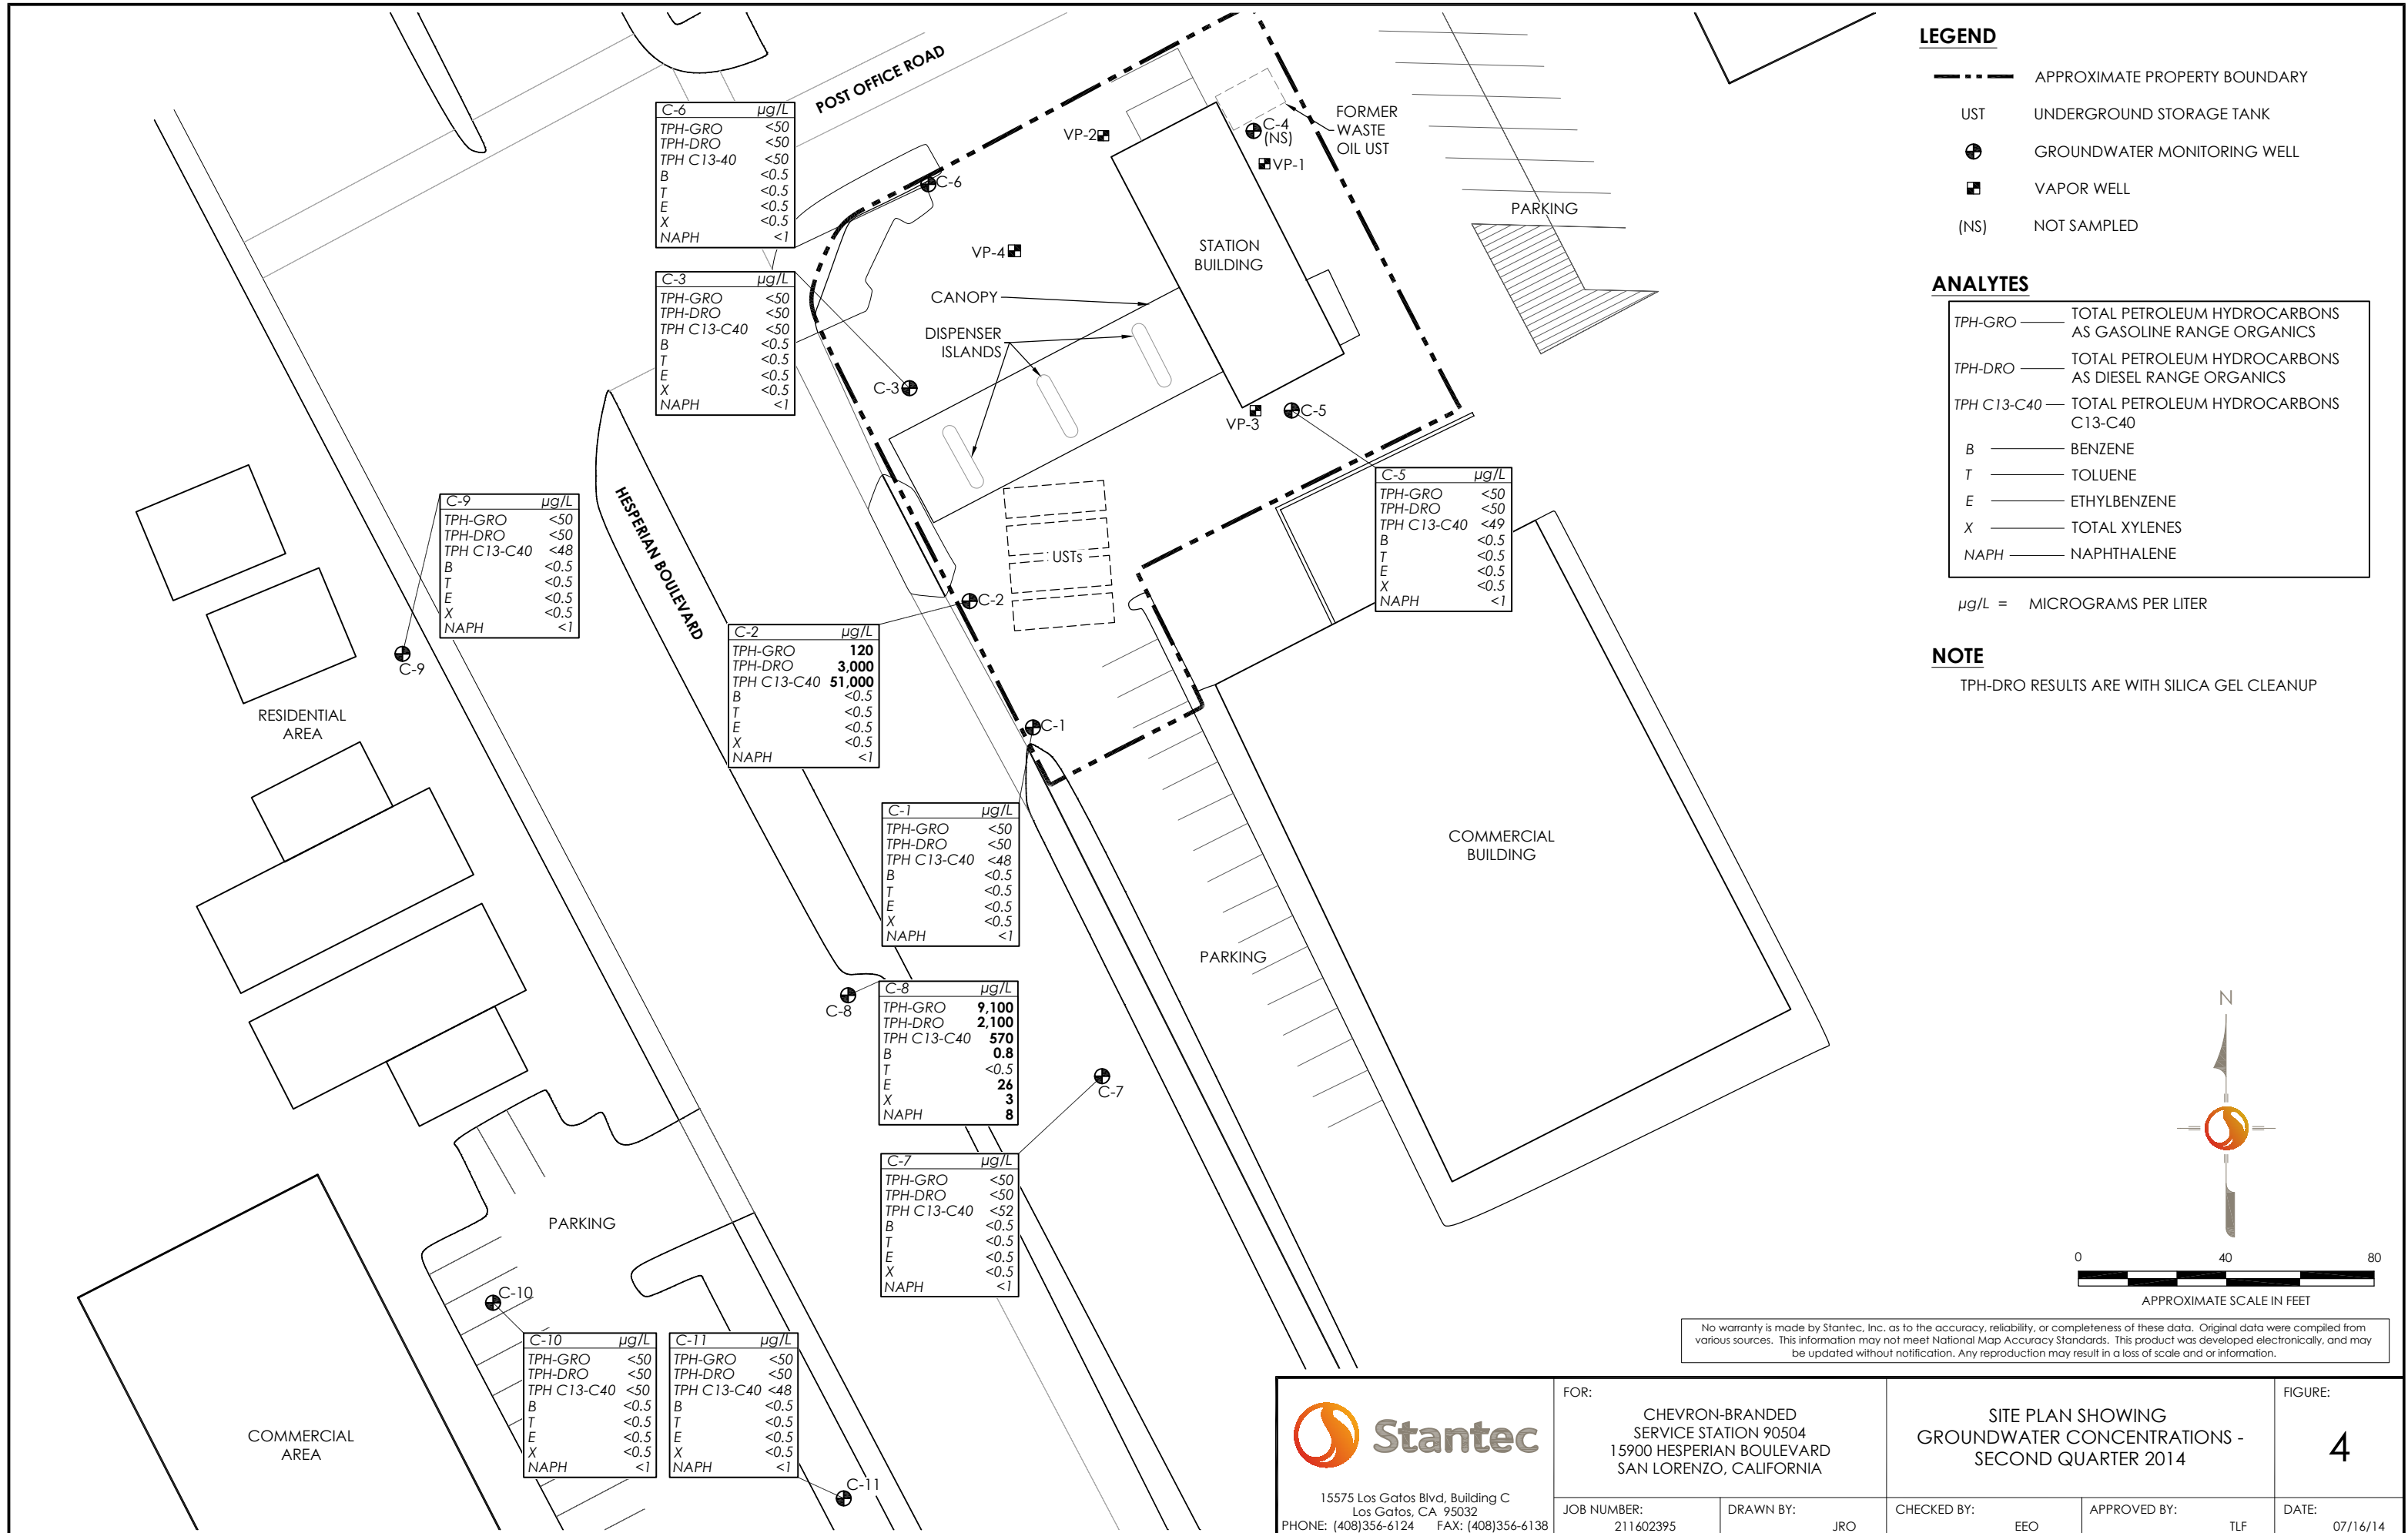 POST OFFICE ROAD
C-6 µg/L
TPH-GRO <50
TPH-DRO <50
TPH C13-40 <50
B <0.5
T <0.5
E <0.5
X <0.5
NAPH <1
C-3 µg/L
TPH-GRO <50
TPH-DRO <50
TPH C13-C40 <50
B <0.5
T <0.5
E <0.5
X <0.5
NAPH <1
VP-2
C-4
(NS)
VP-1
FORMER
WASTE
OIL UST
C-6
VP-4
STATION
BUILDING
PARKING
CANOPY
DISPENSER
ISLANDS
C-3
VP-3
C-5
C-5 µg/L
TPH-GRO <50
TPH-DRO <50
TPH C13-C40 <49
B <0.5
T <0.5
E <0.5
X <0.5
NAPH <1
USTs
C-2
C-1
HESPERIAN BOULEVARD
C-9 µg/L
TPH-GRO <50
TPH-DRO <50
TPH C13-C40 <48
B <0.5
T <0.5
E <0.5
X <0.5
NAPH <1
C-9
RESIDENTIAL
AREA
C-2 µg/L
TPH-GRO 120
TPH-DRO 3,000
TPH C13-C40 51,000
B <0.5
T <0.5
E <0.5
X <0.5
NAPH <1
C-1 µg/L
TPH-GRO <50
TPH-DRO <50
TPH C13-C40 <48
B <0.5
T <0.5
E <0.5
X <0.5
NAPH <1
COMMERCIAL
BUILDING
PARKING
C-8
C-8 µg/L
TPH-GRO 9,100
TPH-DRO 2,100
TPH C13-C40 570
B 0.8
T <0.5
E 26
X 3
NAPH 8
C-7
C-7 µg/L
TPH-GRO <50
TPH-DRO <50
TPH C13-C40 <52
B <0.5
T <0.5
E <0.5
X <0.5
NAPH <1
PARKING
C-10
C-10 µg/L
TPH-GRO <50
TPH-DRO <50
TPH C13-C40 <50
B <0.5
T <0.5
E <0.5
X <0.5
NAPH <1
C-11 µg/L
TPH-GRO <50
TPH-DRO <50
TPH C13-C40 <48
B <0.5
T <0.5
E <0.5
X <0.5
NAPH <1
C-11
COMMERCIAL
AREA
LEGEND
APPROXIMATE PROPERTY BOUNDARY
UST UNDERGROUND STORAGE TANK
GROUNDWATER MONITORING WELL
VAPOR WELL
(NS) NOT SAMPLED
ANALYTES
TPH-GRO TOTAL PETROLEUM HYDROCARBONS
AS GASOLINE RANGE ORGANICS
TPH-DRO TOTAL PETROLEUM HYDROCARBONS
AS DIESEL RANGE ORGANICS
TPH C13-C40 TOTAL PETROLEUM HYDROCARBONS
C13-C40
B BENZENE
T TOLUENE
E ETHYLBENZENE
X TOTAL XYLENES
NAPH NAPHTHALENE
µg/L = MICROGRAMS PER LITER
NOTE
TPH-DRO RESULTS ARE WITH SILICA GEL CLEANUP
N
0 40 80
APPROXIMATE SCALE IN FEET
No warranty is made by Stantec, Inc. as to the accuracy, reliability, or completeness of these data. Original data were compiled from
various sources. This information may not meet National Map Accuracy Standards. This product was developed electronically, and may
be updated without notification. Any reproduction may result in a loss of scale and or information.
Stantec
15575 Los Gatos Blvd, Building C
Los Gatos, CA 95032
PHONE: (408)356-6124 FAX: (408)356-6138
FOR:
CHEVRON-BRANDED
SERVICE STATION 90504
15900 HESPERIAN BOULEVARD
SAN LORENZO, CALIFORNIA
SITE PLAN SHOWING
GROUNDWATER CONCENTRATIONS -
SECOND QUARTER 2014
FIGURE:
4
JOB NUMBER:
211602395
DRAWN BY:
JRO
CHECKED BY:
EEO
APPROVED BY:
TLF
DATE:
07/16/14